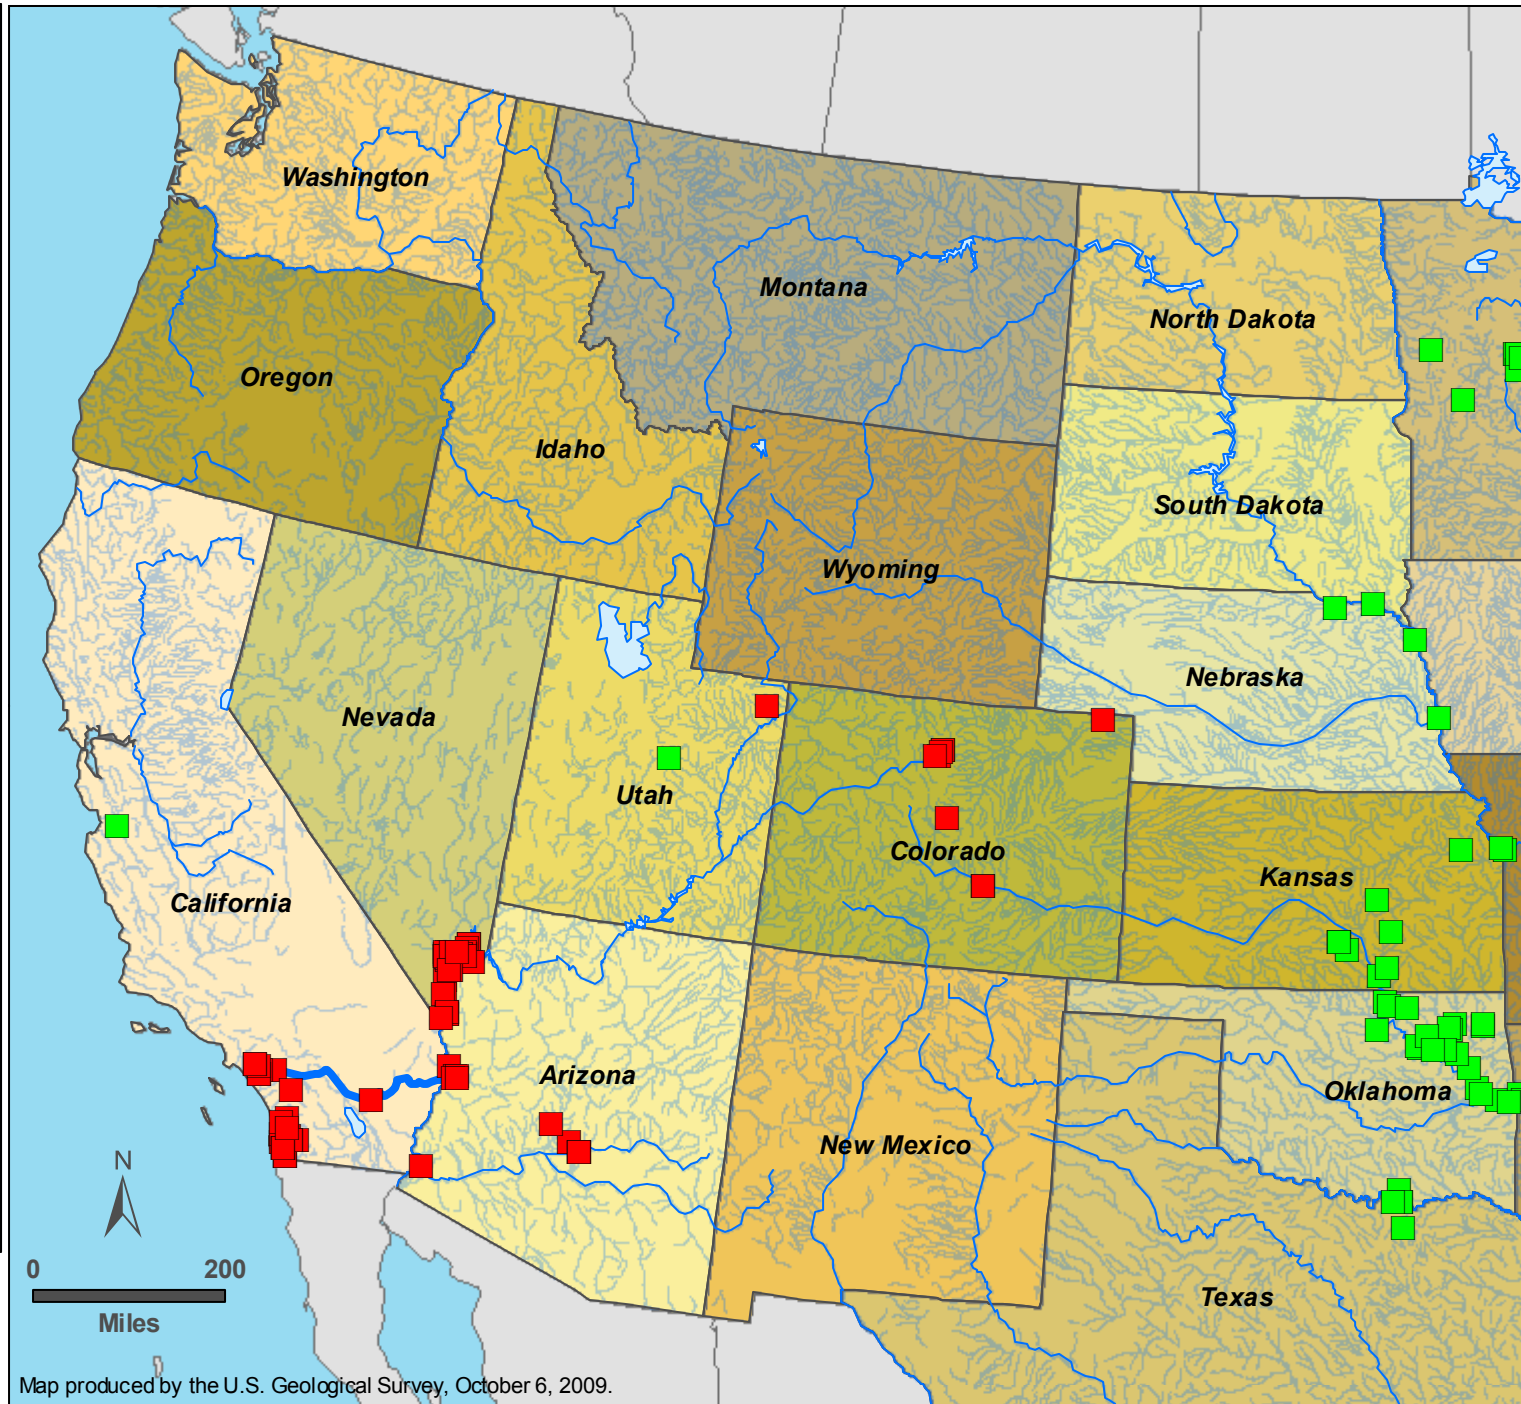 Washington
Montana
North Dakota
Oregon
Idaho
South Dakota
Wyoming
Nebraska
Nevada
Utah
Colorado
Kansas
California
Arizona
Oklahoma
New Mexico
N
0 200
Texas
Miles
Map produced by the U.S. Geological Survey, October 6, 2009.